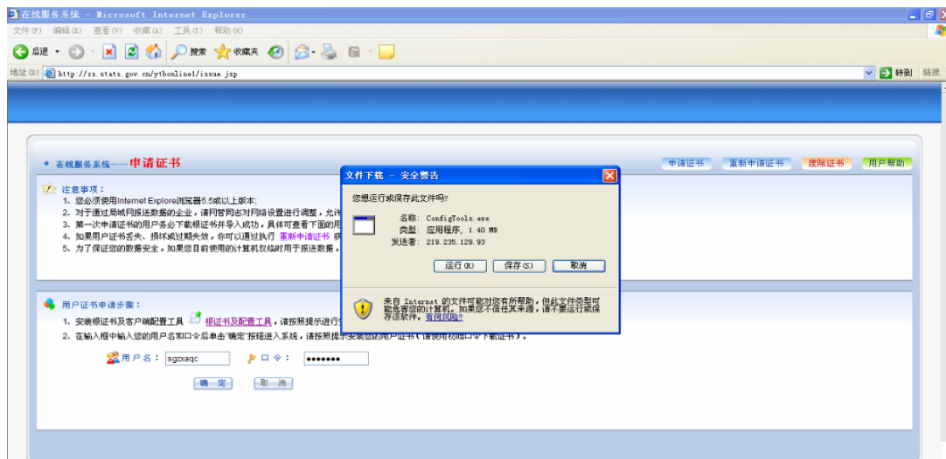 在线服务系统 - Microsoft Internet Explorer
文件(F) 编辑(E) 查看(V) 收藏(A) 工具(T) 帮助(H)
后退 搜索 收藏夹
地址(D) http://zs.stats.gov.cn/ythonline1/issue.jsp 转到 链接
• 在线服务系统——申请证书
申请证书 重新申请证书 废除证书 用户帮助
注意事项：
1、您必须使用Internet Explore浏览器5.5或以上版本；
2、对于通过局域网报送数据的企业，请网管同志对网络设置进行调整，允许
3、第一次申请证书的用户务必下载根证书并导入成功，具体可查看下面的用
4、如果用户证书丢失、损坏或过期失效，你可以通过执行 重新申请证书 获
5、为了保证您的数据安全，如果您目前使用的计算机仅临时用于报送数据，
文件下载 - 安全警告
您想运行或保存此文件吗?
名称: ConfigTools.exe
类型: 应用程序, 1.40 MB
发送者: 219.235.129.93
运行(R) 保存(S) 取消
来自 Internet 的文件可能对您有所帮助，但此文件类型可
能危害您的计算机。如果您不信任其来源，请不要运行或保
存该软件。有何风险?
用户证书申请步骤：
1、安装根证书及客户端配置工具 根证书及配置工具，请按照提示进行
2、在输入框中输入您的用户名和口令后单击"确定"按钮进入系统，请按照提示安装您的用户证书（请使用初始口令下载证书）。
用户名： sgzxaqc 口令： •••••••
确 定 取 消